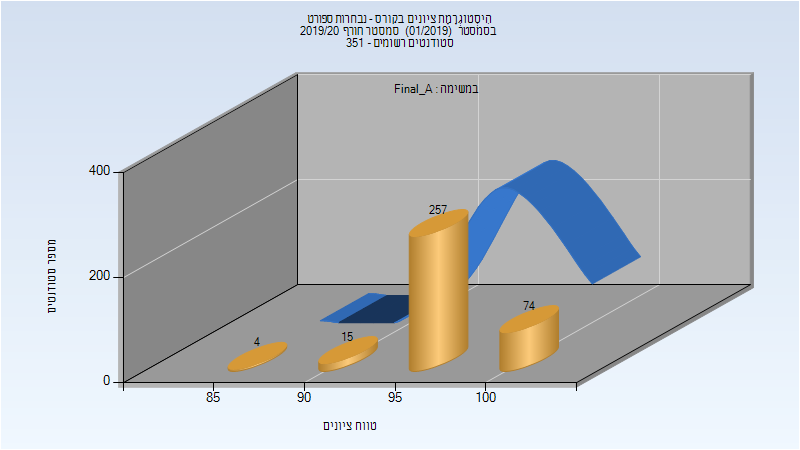 היסטוגרמת ציונים בקורס - נבחרות ספורט
בסמסטר (01/2019) סמסטר חורף 2019/20
סטודנטים רשומים - 351
במשימה: Final_A
מספר סטודנטים
400
200
0
4
15
257
74
85
90
95
100
טווח ציונים